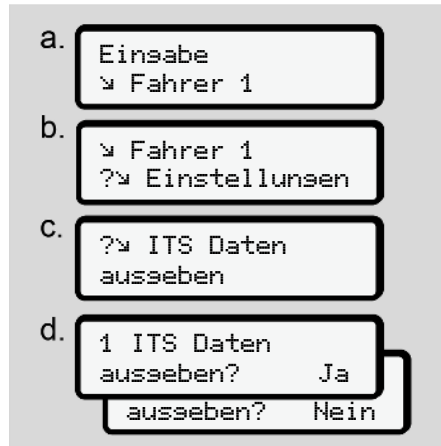 a.
Eingabe
↘ Fahrer 1
b.
↘ Fahrer 1
?↘ Einstellungen
c.
?↘ ITS Daten
ausgeben
d.
1 ITS Daten
ausgeben? Ja
ausgeben? Nein